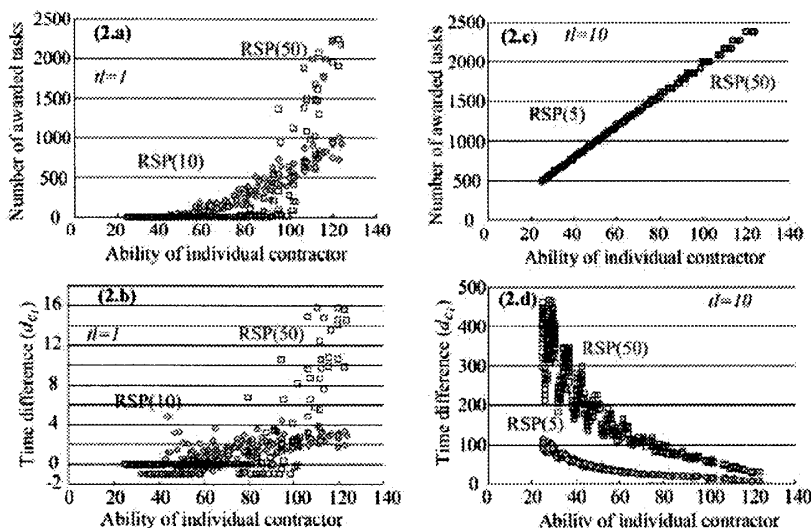 (2.a)
RSP(50)
tl=1
RSP(10)
Number of awarded tasks
2500
2000
1500
1000
500
0
0 20 40 60 80 100 120 140
Ability of individual contractor
(2.c)
tl=10
RSP(5)
RSP(50)
Number of awarded tasks
2500
2000
1500
1000
500
0
0 20 40 60 80 100 120 140
Ability of individual contractor
(2.b)
tl=1
RSP(50)
RSP(10)
Time difference (dci)
16
12
8
4
0
-2
0 20 40 60 80 100 120 140
Ability of individual contractor
(2.d)
tl=10
RSP(50)
RSP(5)
Time difference (dci)
500
400
300
200
100
0
0 20 40 60 80 100 120 140
Ability of individual contractor